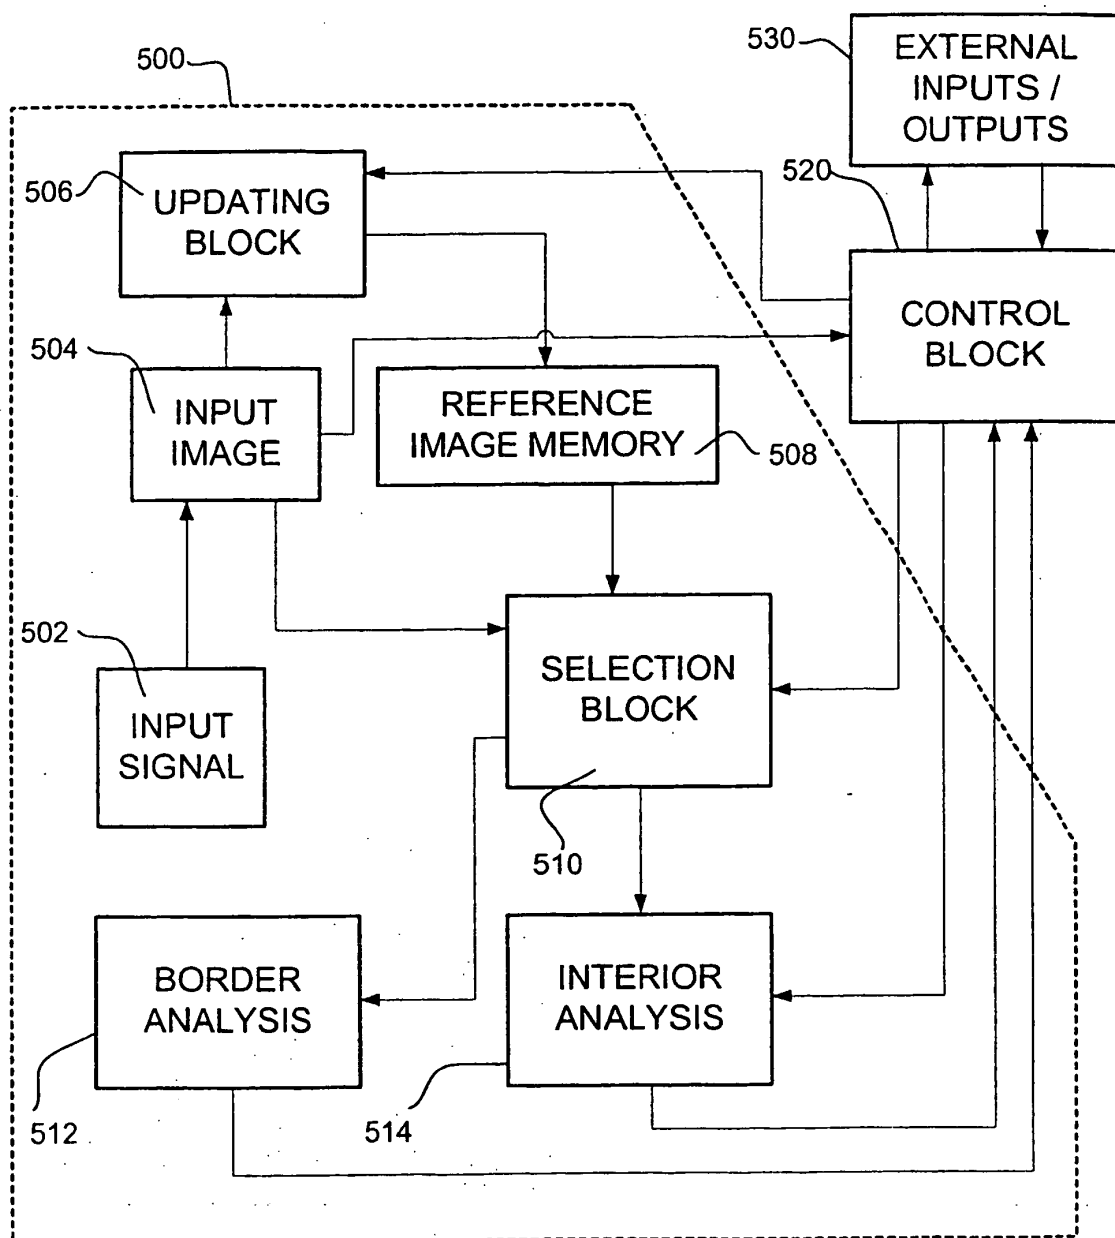 500
530
EXTERNAL
INPUTS /
OUTPUTS
506
UPDATING
BLOCK
520
CONTROL
BLOCK
504
INPUT
IMAGE
REFERENCE
IMAGE MEMORY
508
502
INPUT
SIGNAL
SELECTION
BLOCK
510
BORDER
ANALYSIS
512
INTERIOR
ANALYSIS
514